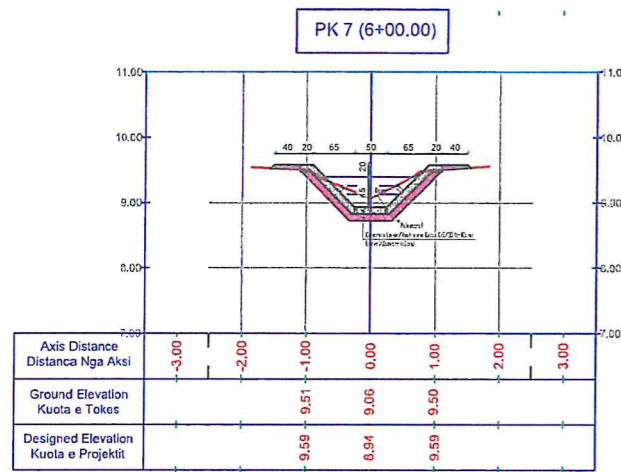 PK 7 (6+00.00)
11.00
10.00
9.00
8.00
7.00
11.00
10.00
9.00
8.00
7.00
40 20 65 50 65 20 40
20
45
Axis Distance
Distanca Nga Aksi
-3.00 -2.00 -1.00 0.00 1.00 2.00 3.00
Ground Elevation
Kuota e Tokes
9.51 9.06 9.50
Designed Elevation
Kuota e Projektit
9.59 8.94 9.59